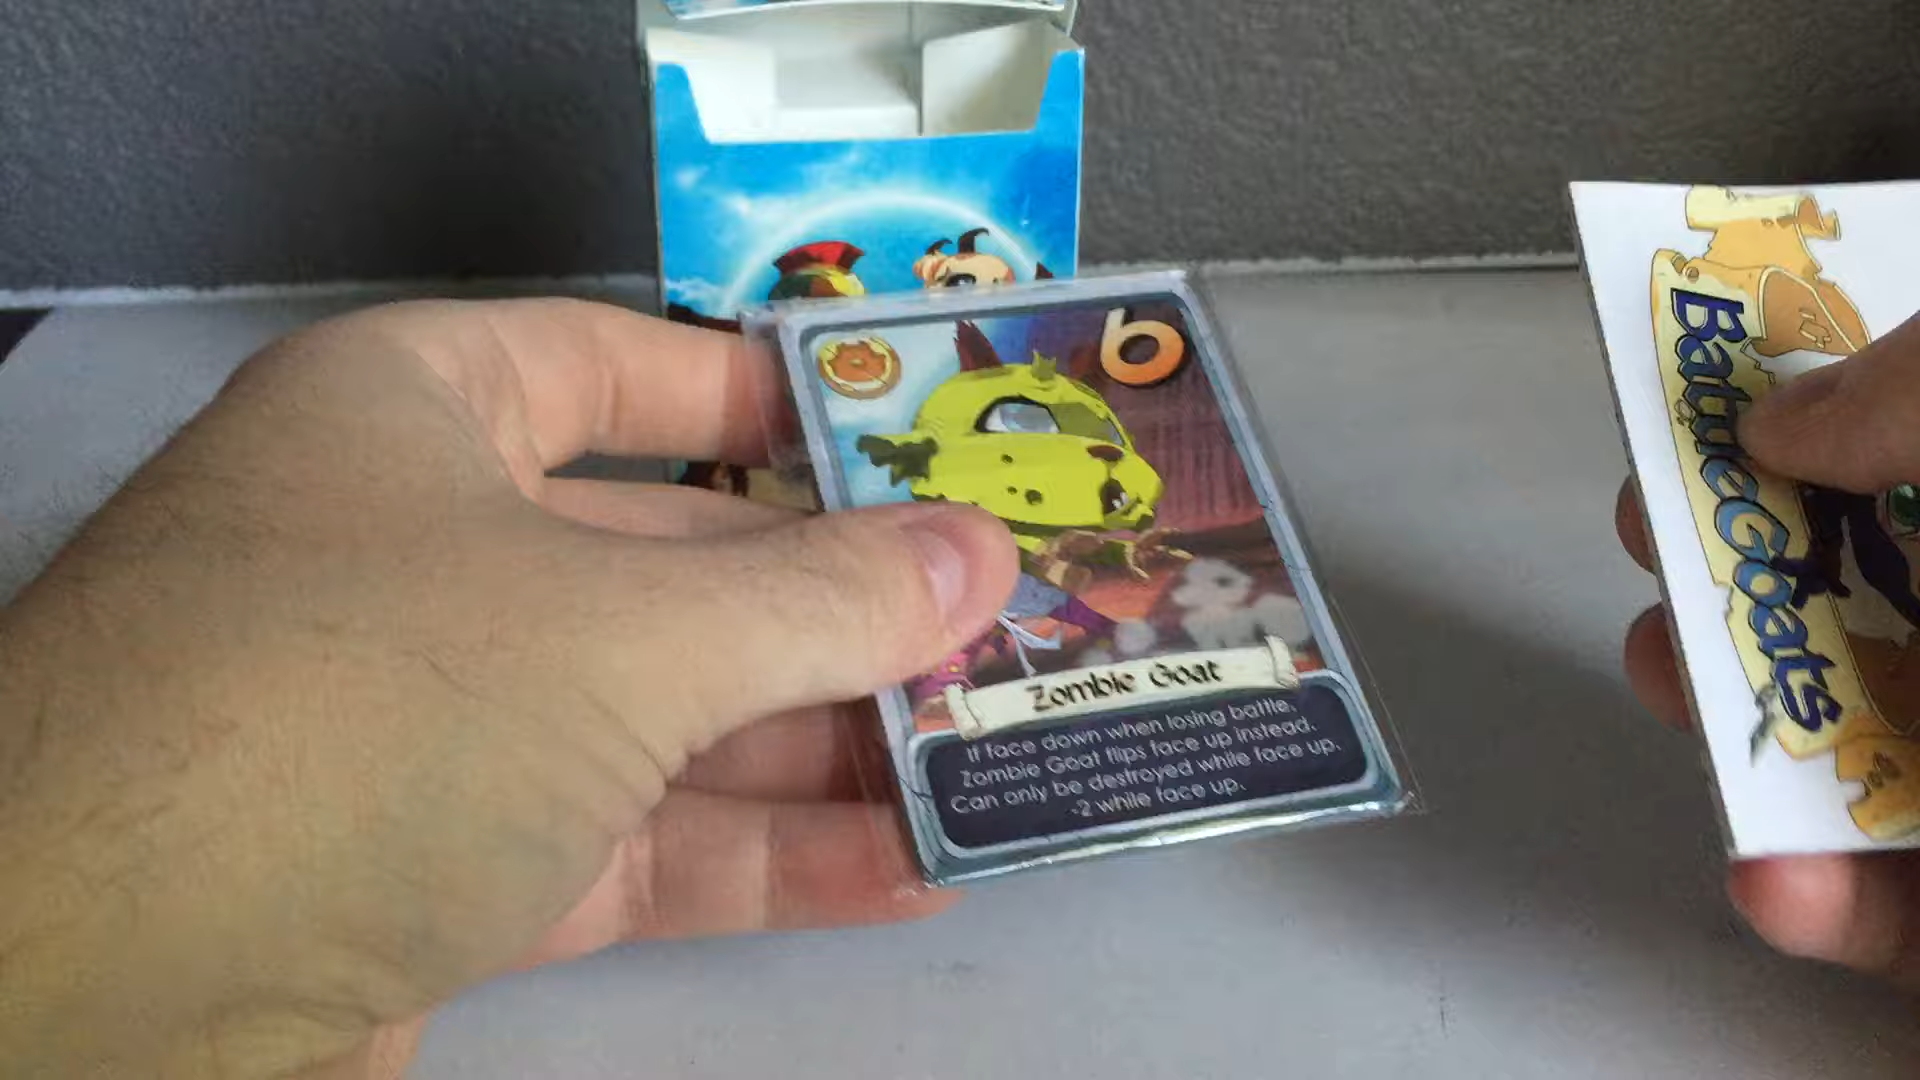 6
Zombie Goat
If face down when losing battle,
Zombie Goat flips face up instead.
Can only be destroyed while face up.
-2 while face up.
BattleGoats